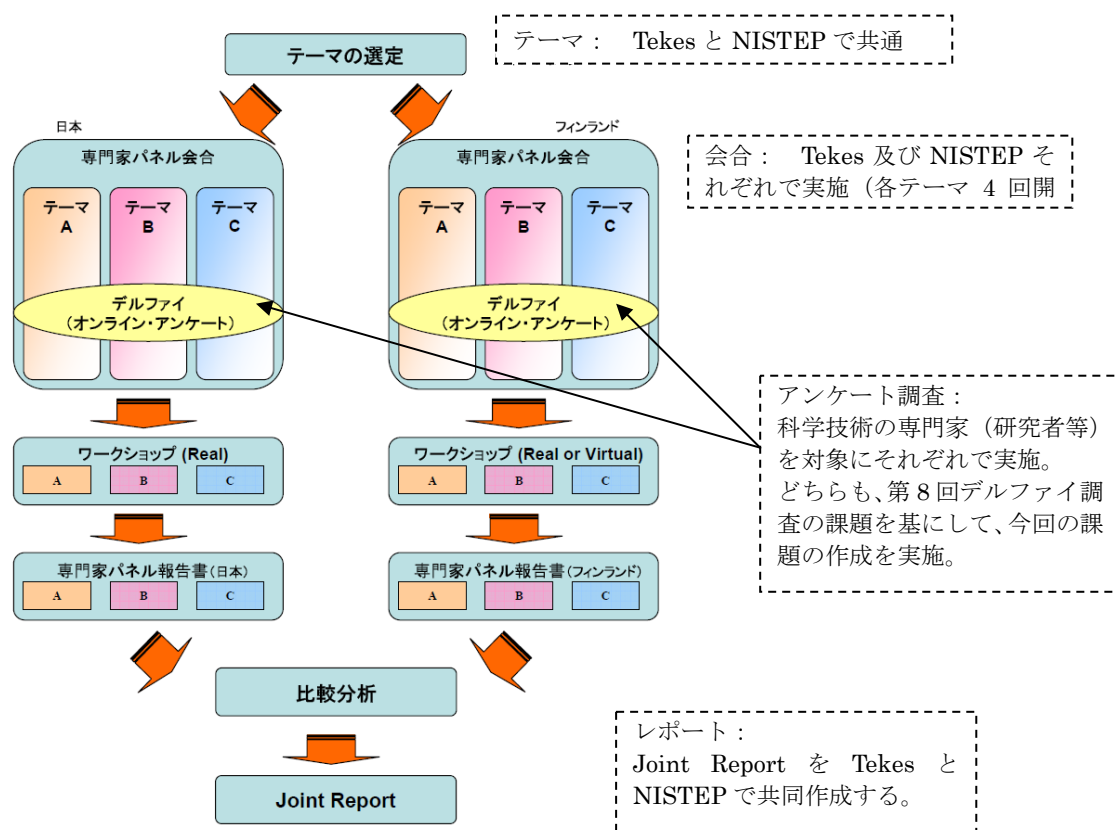 テーマの選定
テーマ： Tekes と NISTEP で共通
日本
フィンランド
専門家パネル会合
専門家パネル会合
会合： Tekes 及び NISTEP そ
れぞれで実施（各テーマ 4 回開
テーマ
A
テーマ
B
テーマ
C
テーマ
A
テーマ
B
テーマ
C
デルファイ
（オンライン・アンケート）
デルファイ
（オンライン・アンケート）
アンケート調査：
科学技術の専門家（研究者等）
を対象にそれぞれで実施。
どちらも、第 8 回デルファイ調
査の課題を基にして、今回の課
題の作成を実施。
ワークショップ (Real)
A B C
ワークショップ (Real or Virtual)
A B C
専門家パネル報告書(日本）
A B C
専門家パネル報告書(フィンランド）
A B C
比較分析
レポート：
Joint Report を Tekes と
NISTEP で共同作成する。
Joint Report